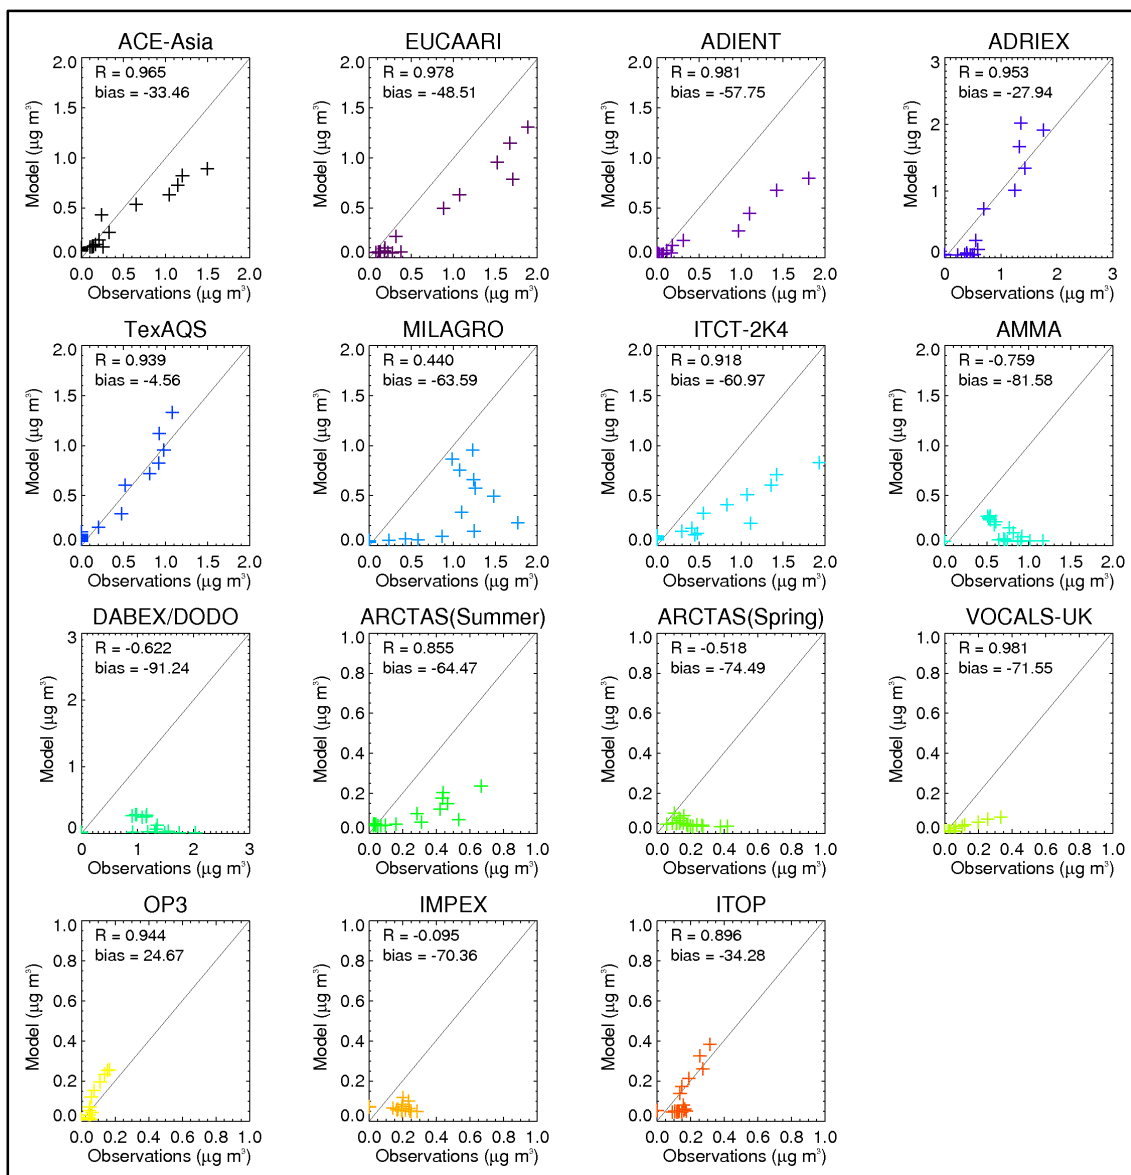 ACE-Asia
R = 0.965
bias = -33.46
2.0
1.5
1.0
0.5
0.0
Model (μg m³)
0.0 0.5 1.0 1.5 2.0
Observations (μg m³)
EUCAARI
R = 0.978
bias = -48.51
2.0
1.5
1.0
0.5
0.0
Model (μg m³)
0.0 0.5 1.0 1.5 2.0
Observations (μg m³)
ADIENT
R = 0.981
bias = -57.75
2.0
1.5
1.0
0.5
0.0
Model (μg m³)
0.0 0.5 1.0 1.5 2.0
Observations (μg m³)
ADRIEX
R = 0.953
bias = -27.94
3
2
1
0
Model (μg m³)
0 1 2 3
Observations (μg m³)
TexAQS
R = 0.939
bias = -4.56
2.0
1.5
1.0
0.5
0.0
Model (μg m³)
0.0 0.5 1.0 1.5 2.0
Observations (μg m³)
MILAGRO
R = 0.440
bias = -63.59
2.0
1.5
1.0
0.5
0.0
Model (μg m³)
0.0 0.5 1.0 1.5 2.0
Observations (μg m³)
ITCT-2K4
R = 0.918
bias = -60.97
2.0
1.5
1.0
0.5
0.0
Model (μg m³)
0.0 0.5 1.0 1.5 2.0
Observations (μg m³)
AMMA
R = -0.759
bias = -81.58
2.0
1.5
1.0
0.5
0.0
Model (μg m³)
0.0 0.5 1.0 1.5 2.0
Observations (μg m³)
DABEX/DODO
R = -0.622
bias = -91.24
3
2
1
0
Model (μg m³)
3 0 1 2 3
Observations (μg m³)
ARCTAS(Summer)
R = 0.855
bias = -64.47
1.0
0.8
0.6
0.4
0.2
0.0
Model (μg m³)
0.0 0.2 0.4 0.6 0.8 1.0
Observations (μg m³)
ARCTAS(Spring)
R = -0.518
bias = -74.49
1.0
0.8
0.6
0.4
0.2
0.0
Model (μg m³)
0.0 0.2 0.4 0.6 0.8 1.0
Observations (μg m³)
VOCALS-UK
R = 0.981
bias = -71.55
1.0
0.8
0.6
0.4
0.2
0.0
Model (μg m³)
0.0 0.2 0.4 0.6 0.8 1.0
Observations (μg m³)
OP3
R = 0.944
bias = 24.67
1.0
0.8
0.6
0.4
0.2
0.0
Model (μg m³)
0.0 0.2 0.4 0.6 0.8 1.0
Observations (μg m³)
IMPEX
R = -0.095
bias = -70.36
1.0
0.8
0.6
0.4
0.2
0.0
Model (μg m³)
0.0 0.2 0.4 0.6 0.8 1.0
Observations (μg m³)
ITOP
R = 0.896
bias = -34.28
1.0
0.8
0.6
0.4
0.2
0.0
Model (μg m³)
0.0 0.2 0.4 0.6 0.8 1.0
Observations (μg m³)